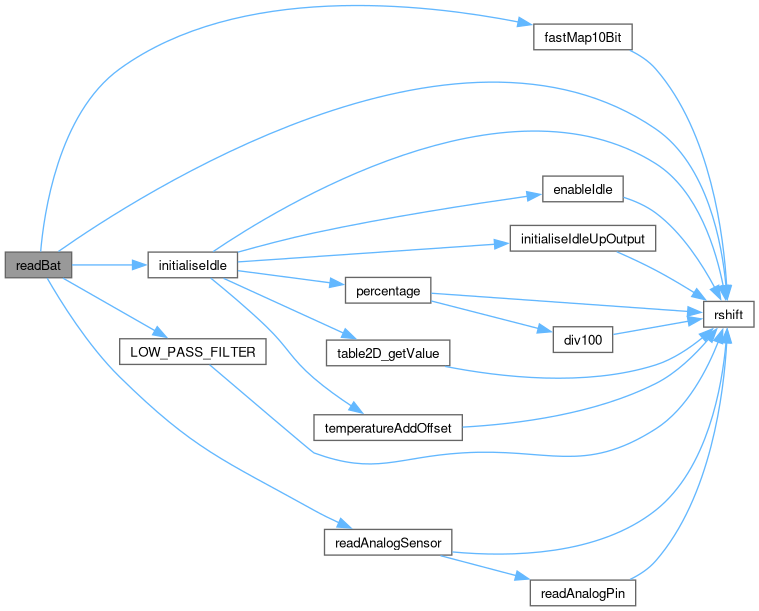 fastMap10Bit
enableIdle
initialiseIdleUpOutput
readBat
initialiseIdle
percentage
rshift
div100
LOW_PASS_FILTER
table2D_getValue
temperatureAddOffset
readAnalogSensor
readAnalogPin